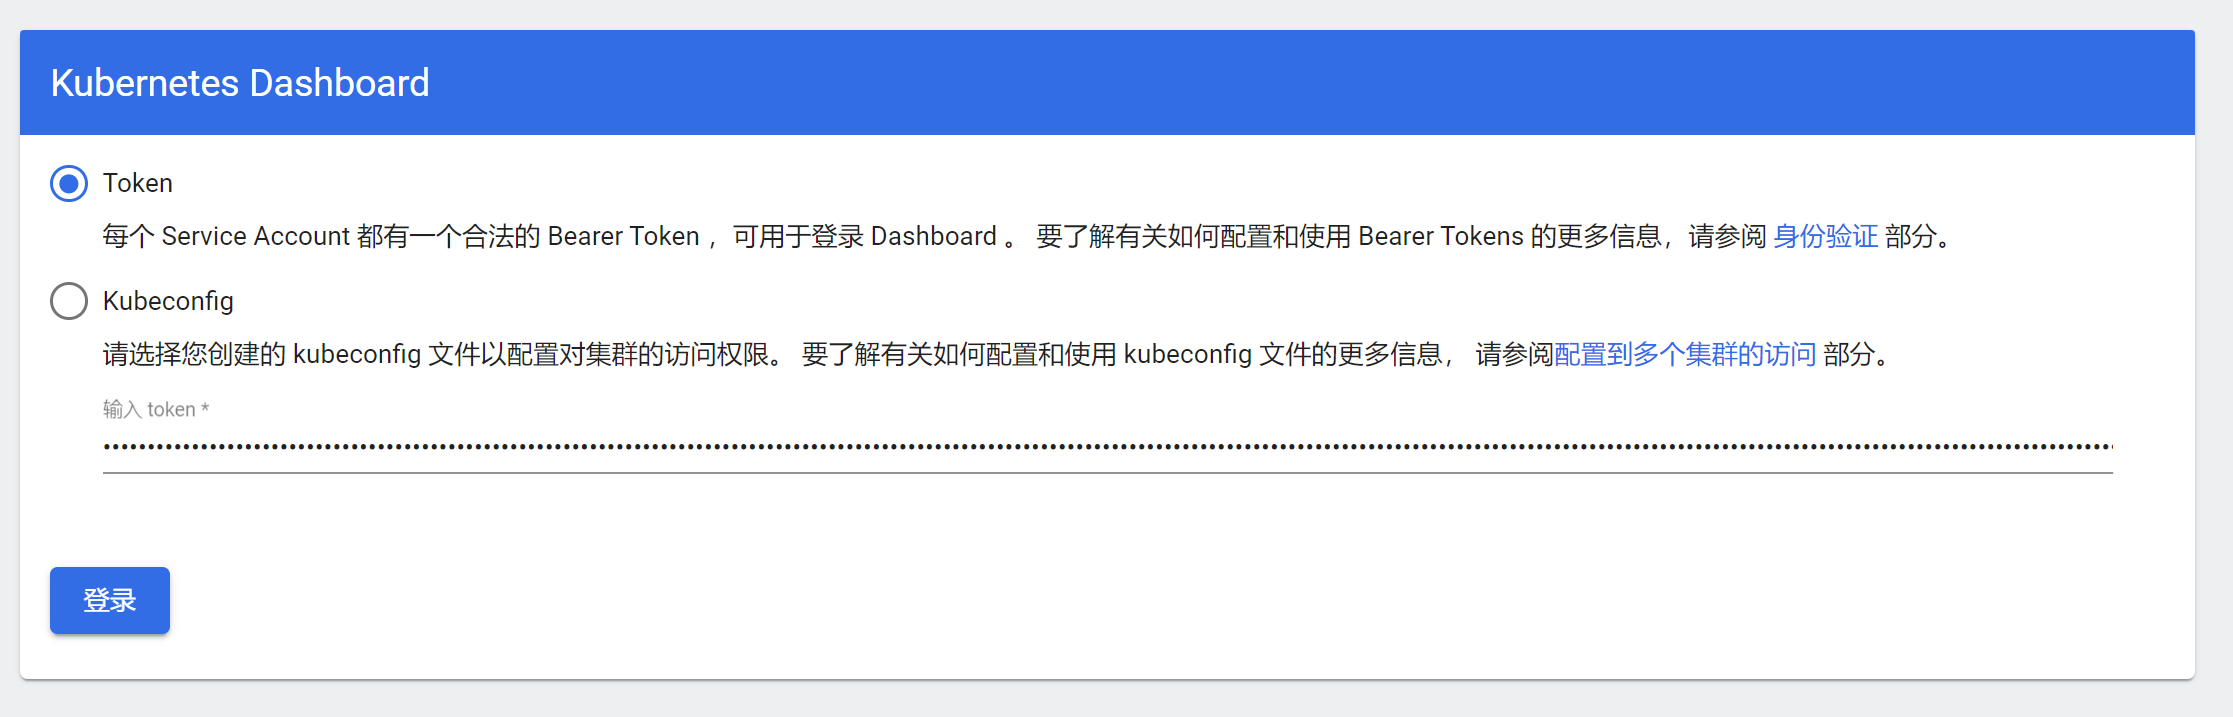 Kubernetes Dashboard
Token
每个 Service Account 都有一个合法的 Bearer Token ，可用于登录 Dashboard 。 要了解有关如何配置和使用 Bearer Tokens 的更多信息，请参阅 身份验证 部分。
Kubeconfig
请选择您创建的 kubeconfig 文件以配置对集群的访问权限。 要了解有关如何配置和使用 kubeconfig 文件的更多信息， 请参阅配置到多个集群的访问 部分。
输入 token *
登录